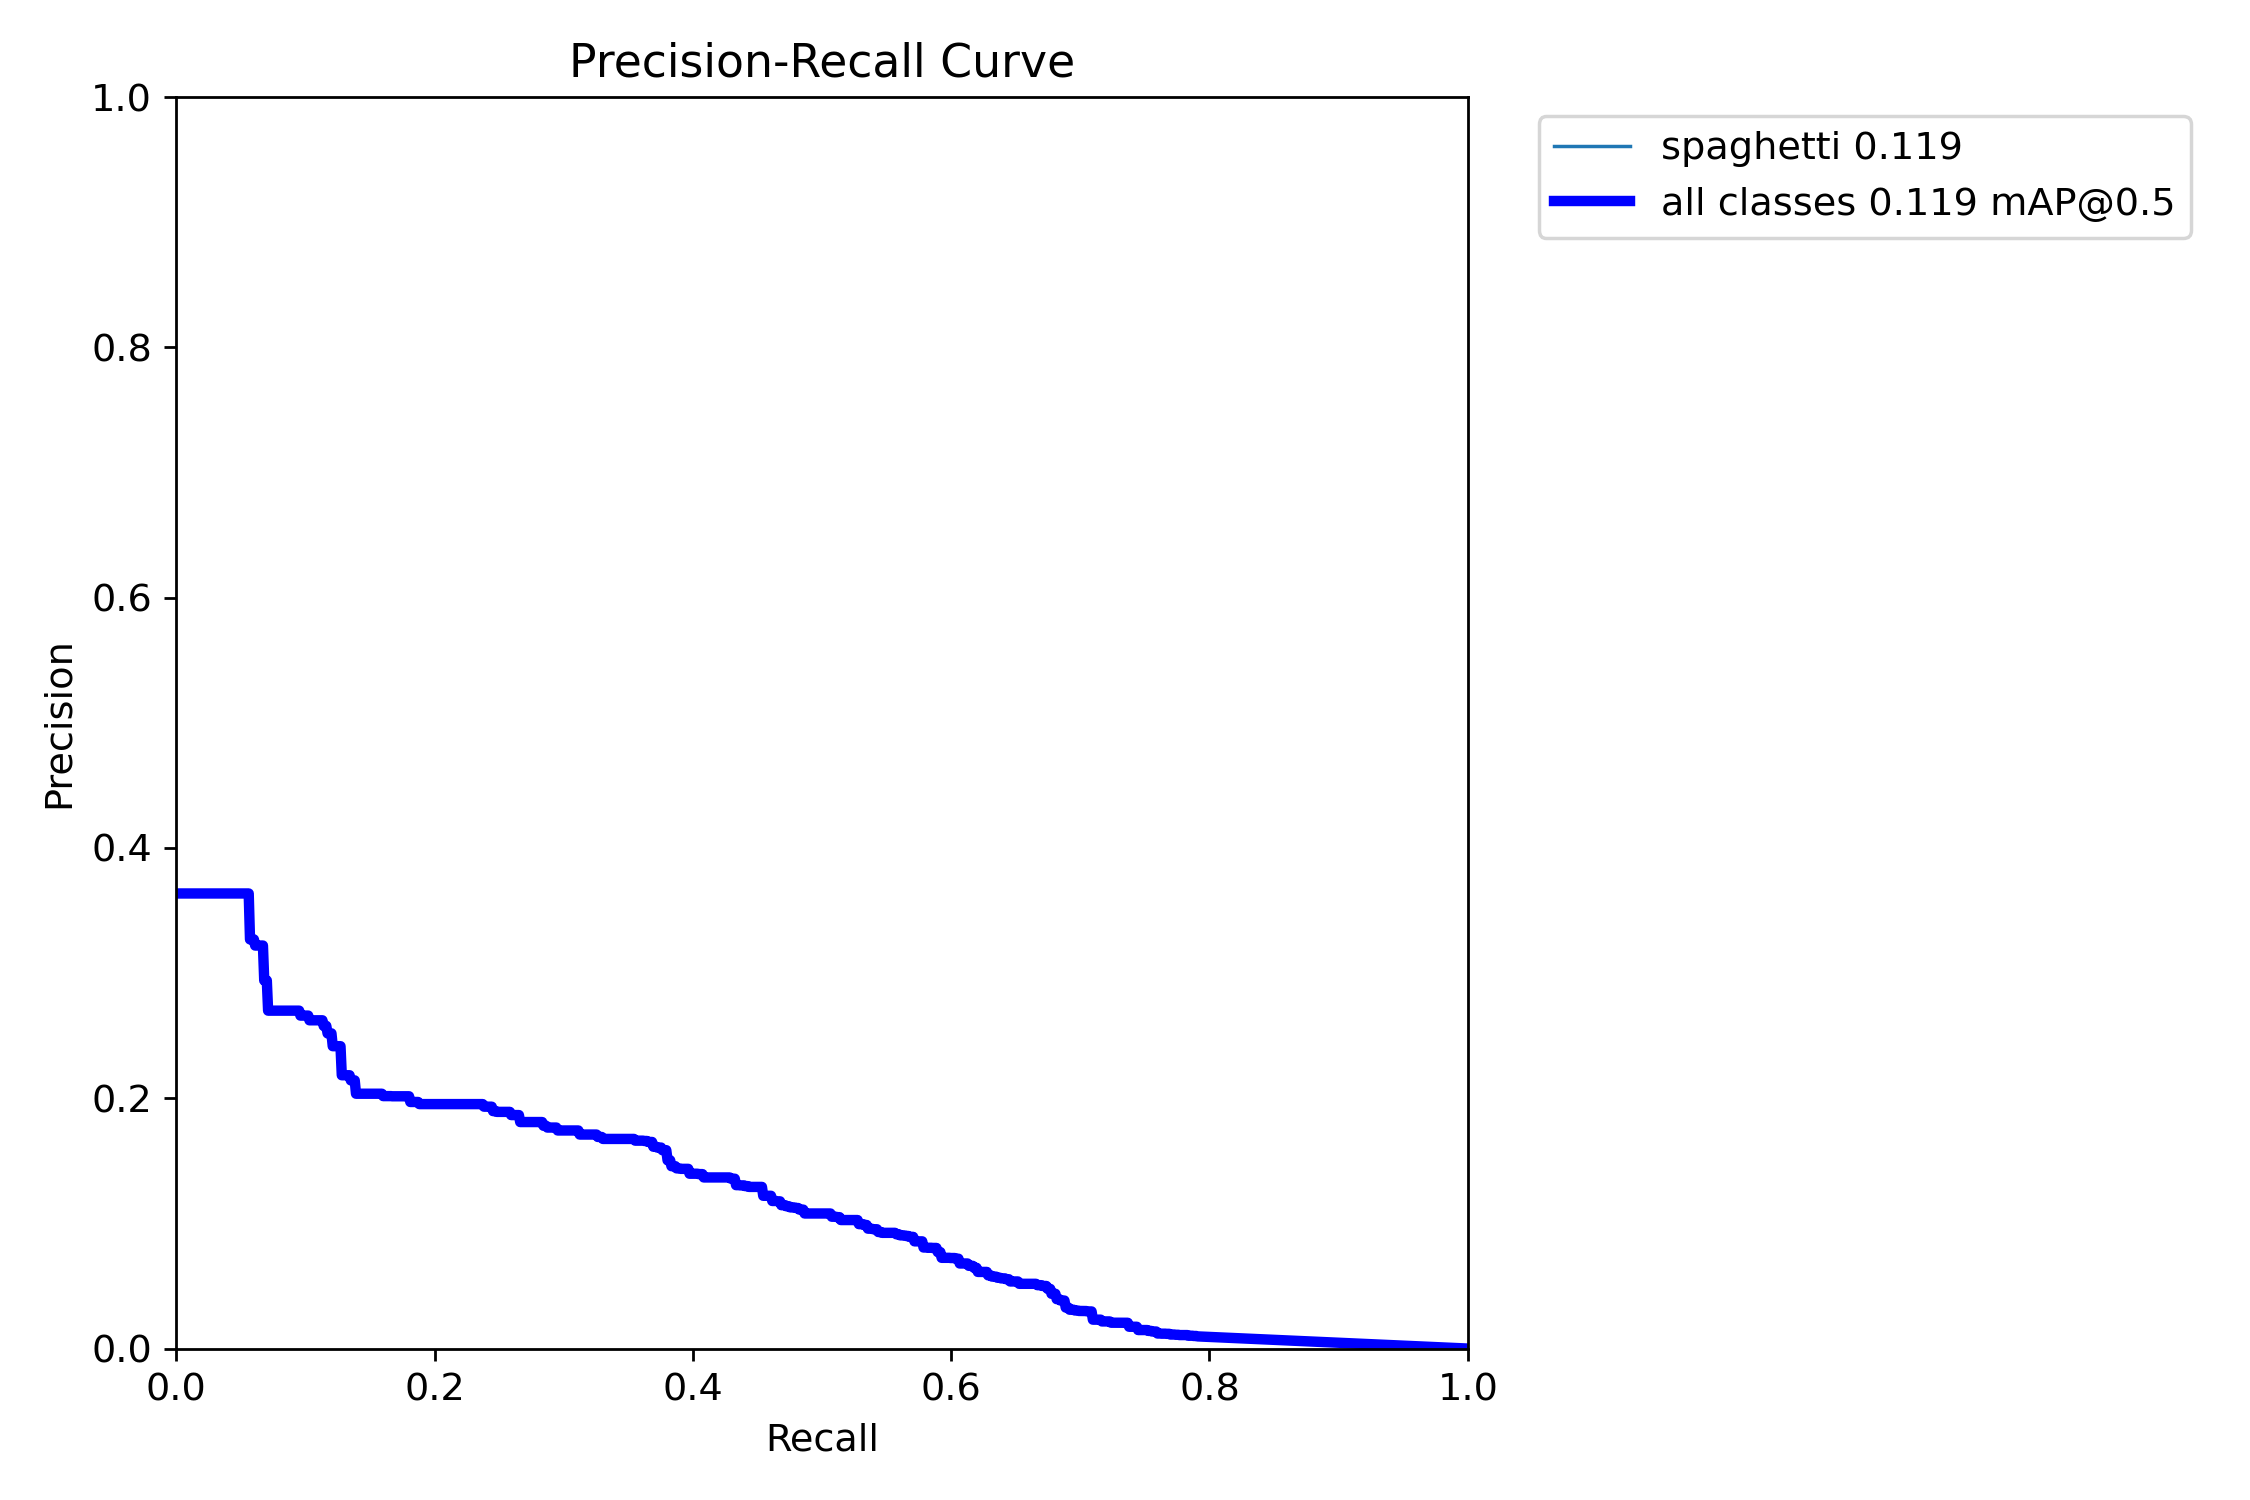 Precision-Recall Curve
1.0
0.8
0.6
0.4
0.2
0.0
Precision
0.0 0.2 0.4 0.6 0.8 1.0
Recall
spaghetti 0.119
all classes 0.119 mAP@0.5